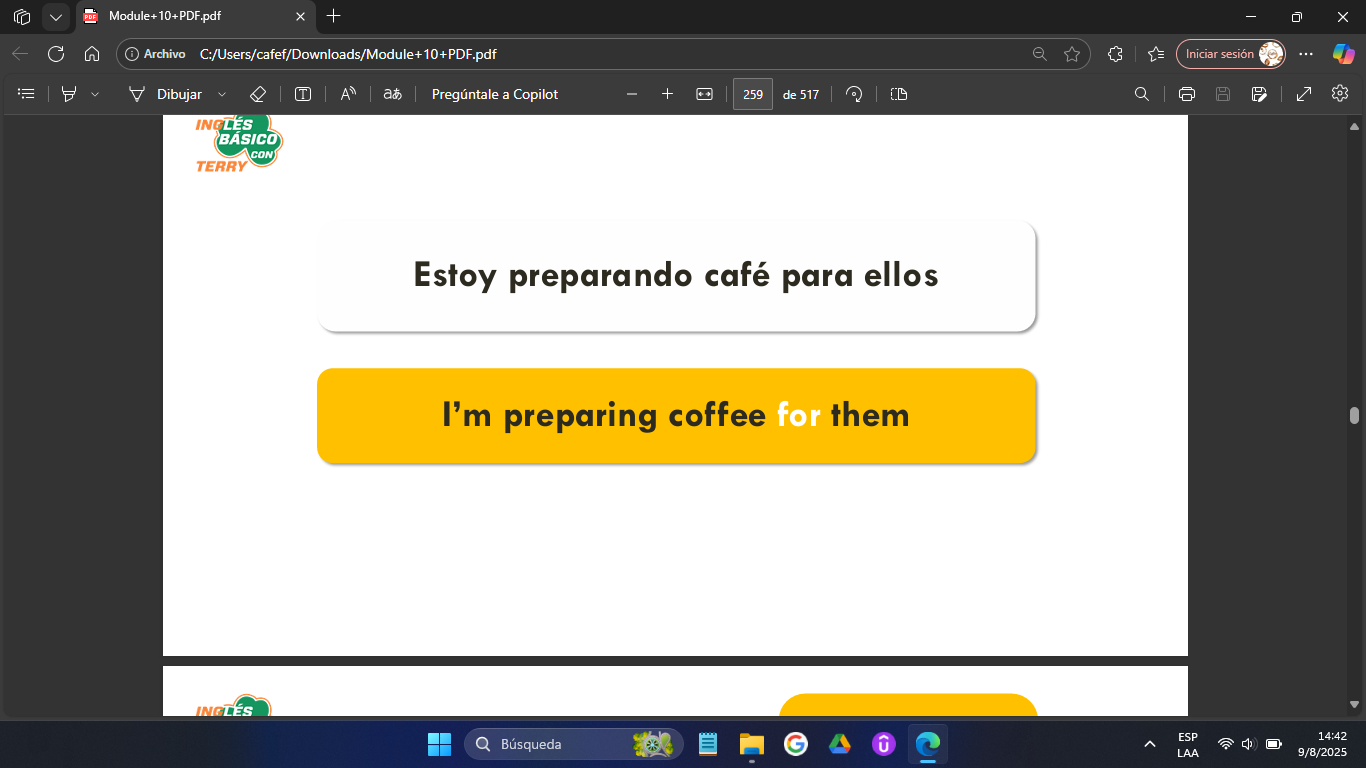 Module+10+PDF.pdf
Archivo C:/Users/cafef/Downloads/Module+10+PDF.pdf
Iniciar sesión
Dibujar
Pregúntale a Copilot
259 de 517
INGLÉS
BÁSICO
CON
TERRY
Estoy preparando café para ellos
I'm preparing coffee for them
INGLÉS
Búsqueda
ESP
LAA
14:42
9/8/2025